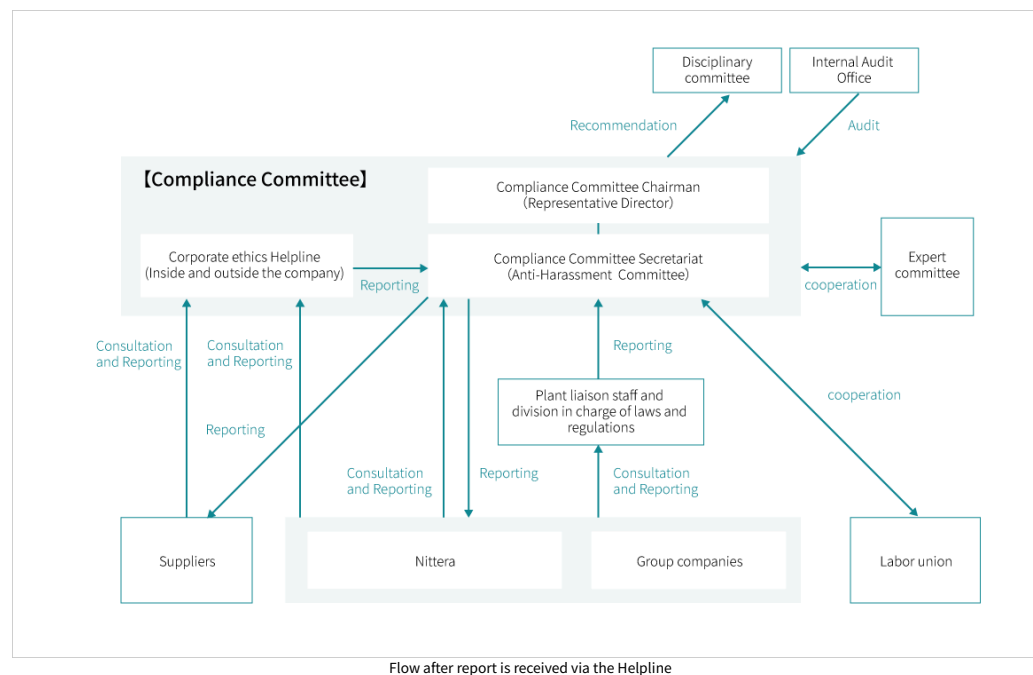 Disciplinary
committee
Internal Audit
Office
Recommendation
Audit
【Compliance Committee】
Compliance Committee Chairman
（Representative Director）
Corporate ethics Helpline
(Inside and outside the company)
Reporting
Compliance Committee Secretariat
（Anti-Harassment  Committee）
cooperation
Expert
committee
Consultation
and Reporting
Consultation
and Reporting
Reporting
Plant liaison staff and
division in charge of laws and
regulations
cooperation
Reporting
Consultation
and Reporting
Reporting
Consultation
and Reporting
Suppliers
Nittera
Group companies
Labor union
Flow after report is received via the Helpline